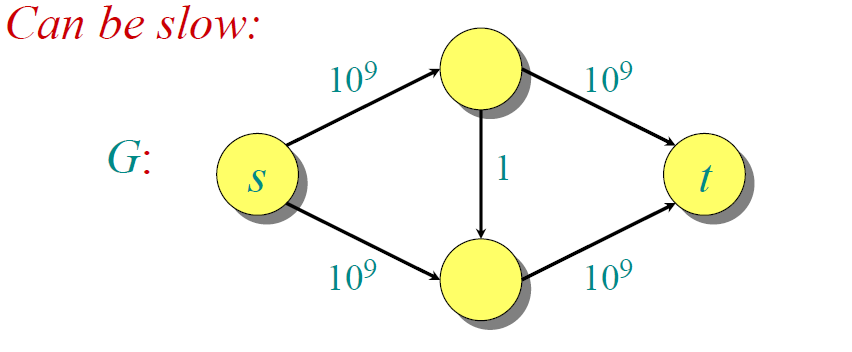 Can be slow:
10⁹ 10⁹
G:
s 1 t
10⁹ 10⁹